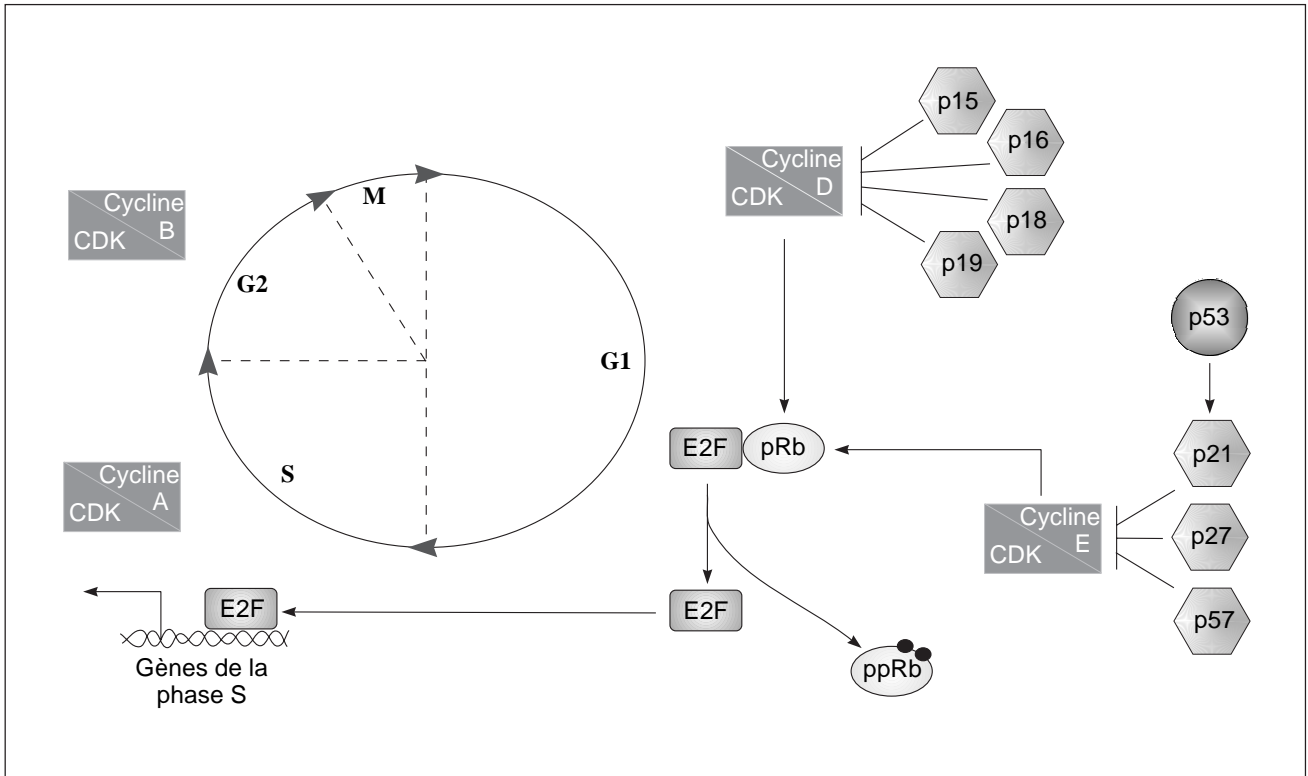 p15
p16
Cycline
D
CDK
p18
p19
M
Cycline
B
CDK
G2
G1
p53
E2F
pRb
p21
Cycline
A
CDK
S
Cycline
E
CDK
p27
p57
E2F
E2F
ppRb
Gènes de la
phase S